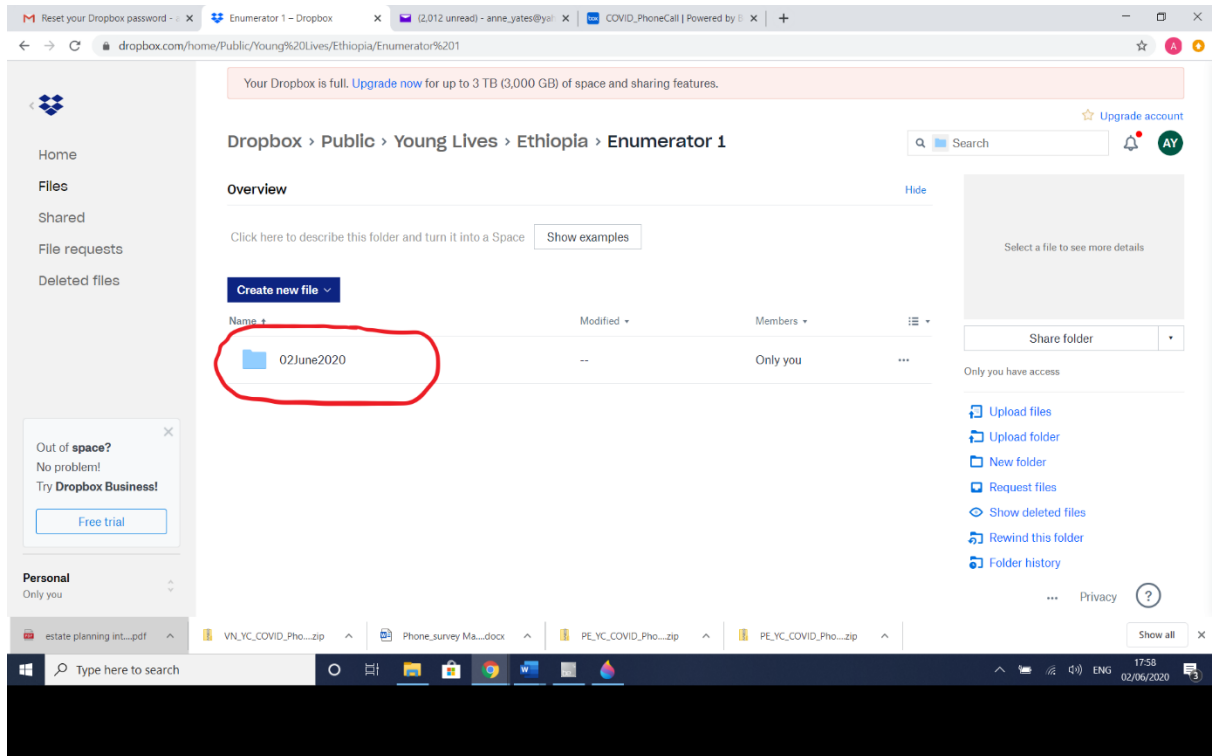 Reset your Dropbox password -
Enumerator 1 – Dropbox
(2,012 unread) - anne_yates@yah
box
COVID_PhoneCall | Powered by B
dropbox.com/home/Public/Young%20Lives/Ethiopia/Enumerator%201
A
Your Dropbox is full. Upgrade now for up to 3 TB (3,000 GB) of space and sharing features.
Upgrade account
Dropbox > Public > Young Lives > Ethiopia > Enumerator 1
Search
AY
Home
Files
Shared
File requests
Deleted files
Overview
Hide
Click here to describe this folder and turn it into a Space
Show examples
Select a file to see more details
Create new file
Name ↑
Modified
Members
02June2020
--
Only you
...
Share folder
Only you have access
Upload files
Upload folder
New folder
Request files
Show deleted files
Rewind this folder
Folder history
Out of space?
No problem!
Try Dropbox Business!
Free trial
Personal
Only you
... Privacy ?
estate planning int....pdf
VN_YC_COVID_Pho....zip
Phone_survey Ma....docx
PE_YC_COVID_Pho....zip
PE_YC_COVID_Pho....zip
Show all
Type here to search
ENG
17:58
02/06/2020
3